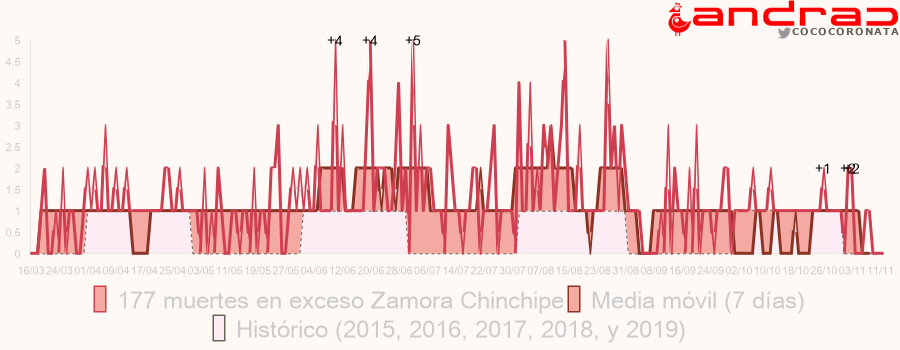 andrac
COCOCORONATA
+4 +4 +5
5
4.5
4
3.5
3
2.5
2
1.5
1
0.5
0
+1 +2
16/03 24/03 01/04 09/04 17/04 25/04 03/05 11/05 19/05 27/05 04/06 12/06 20/06 28/06 06/07 14/07 22/07 30/07 07/08 15/08 23/08 31/08 08/09 16/09 24/09 02/10 10/10 18/10 26/10 03/11 11/11
177 muertes en exceso Zamora Chinchipe Media móvil (7 días)
Histórico (2015, 2016, 2017, 2018, y 2019)